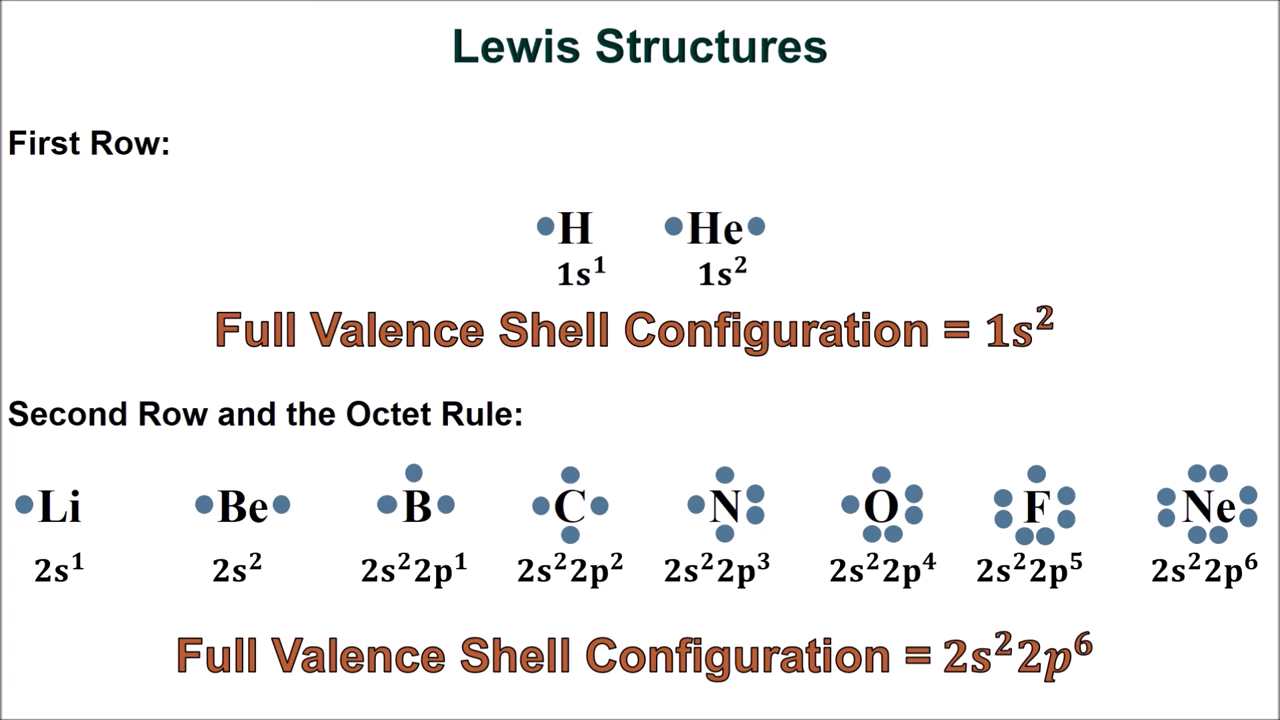 Lewis Structures
First Row:
•H •He•
1s¹ 1s²
Full Valence Shell Configuration = 1s²
Second Row and the Octet Rule:
Li Be B C N O F Ne
2s¹ 2s² 2s²2p¹ 2s²2p² 2s²2p³ 2s²2p⁴ 2s²2p⁵ 2s²2p⁶
Full Valence Shell Configuration = 2s²2p⁶